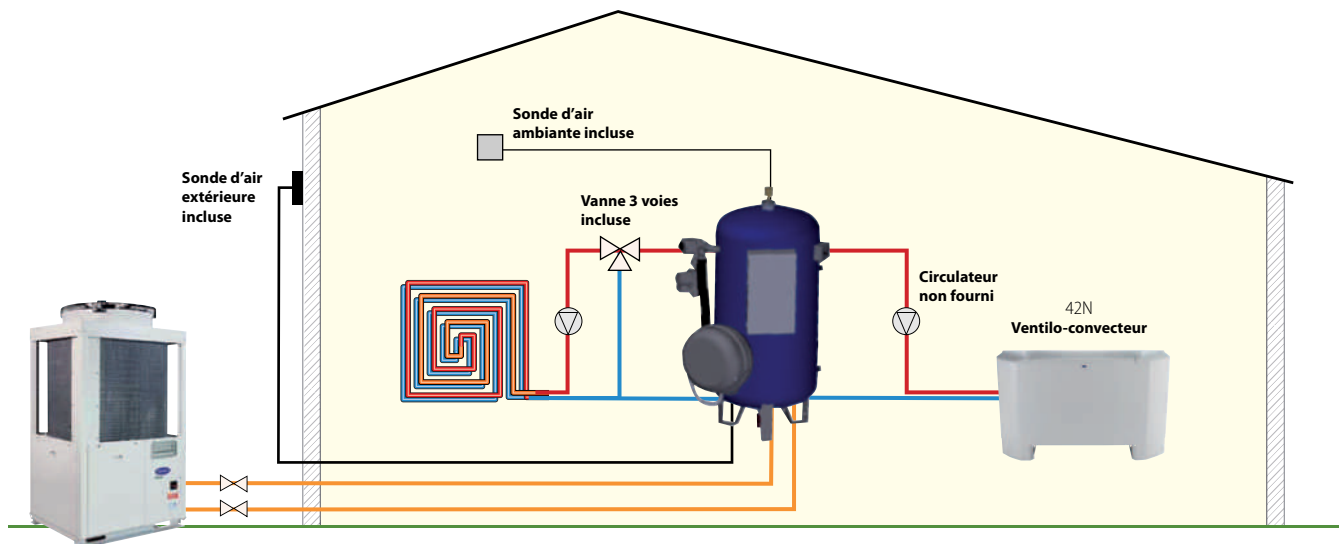 Sonde d'air
ambiante incluse
Sonde d'air
extérieure
incluse
Vanne 3 voies
incluse
Circulateur
non fourni
42N
Ventilo-convecteur